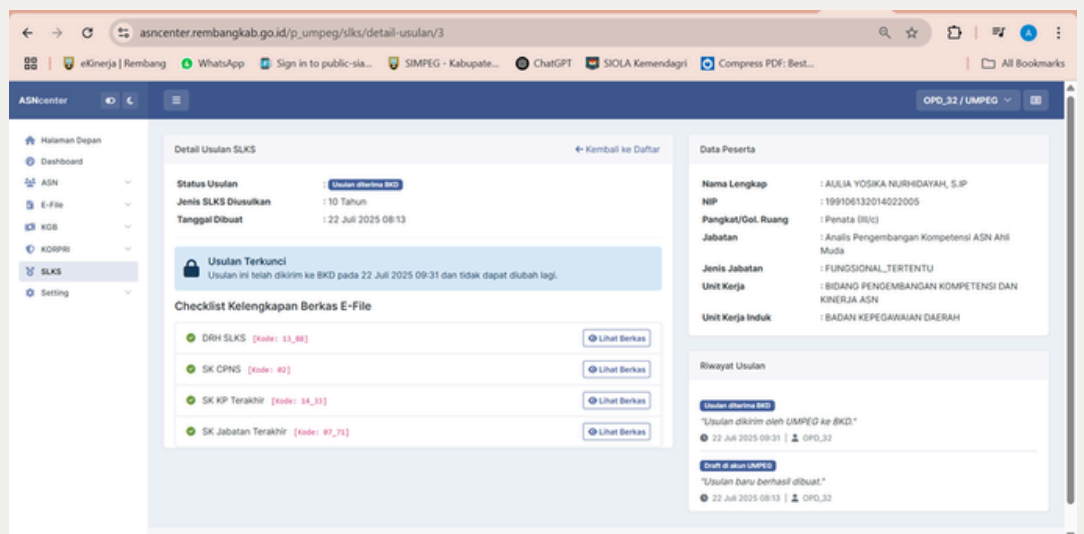 asncenter.rembangkab.go.id/p_umpeg/slks/detail-usulan/3
eKinerja | Rembang
WhatsApp
Sign in to public-sia...
SIMPEG - Kabupate...
ChatGPT
SIOLA Kemendagri
Compress PDF: Best...
All Bookmarks
ASNcenter
OPD_32 / UMPEG
Halaman Depan
Dashboard
ASN
E-File
KGB
KORPRI
SLKS
Setting
Detail Usulan SLKS
Kembali ke Daftar
Status Usulan : Usulan diterima BKD
Jenis SLKS Diusulkan : 10 Tahun
Tanggal Dibuat : 22 Juli 2025 08:13
Usulan Terkunci
Usulan ini telah dikirim ke BKD pada 22 Juli 2025 09:31 dan tidak dapat diubah lagi.
Checklist Kelengkapan Berkas E-File
DRH SLKS [Kode: 13_88] Lihat Berkas
SK CPNS [Kode: 02] Lihat Berkas
SK KP Terakhir [Kode: 14_33] Lihat Berkas
SK Jabatan Terakhir [Kode: 07_71] Lihat Berkas
Data Peserta
Nama Lengkap : AULIA YOSIKA NURHIDAYAH, S.IP
NIP : 199106132014022005
Pangkat/Gol. Ruang : Penata (III/c)
Jabatan : Analis Pengembangan Kompetensi ASN Ahli
Muda
Jenis Jabatan : FUNGSIONAL_TERTENTU
Unit Kerja : BIDANG PENGEMBANGAN KOMPETENSI DAN
KINERJA ASN
Unit Kerja Induk : BADAN KEPEGAWAIAN DAERAH
Riwayat Usulan
Usulan diterima BKD
"Usulan dikirim oleh UMPEG ke BKD."
22 Juli 2025 09:31 | OPD_32
Draft di akun UMPEG
"Usulan baru berhasil dibuat."
22 Juli 2025 08:13 | OPD_32